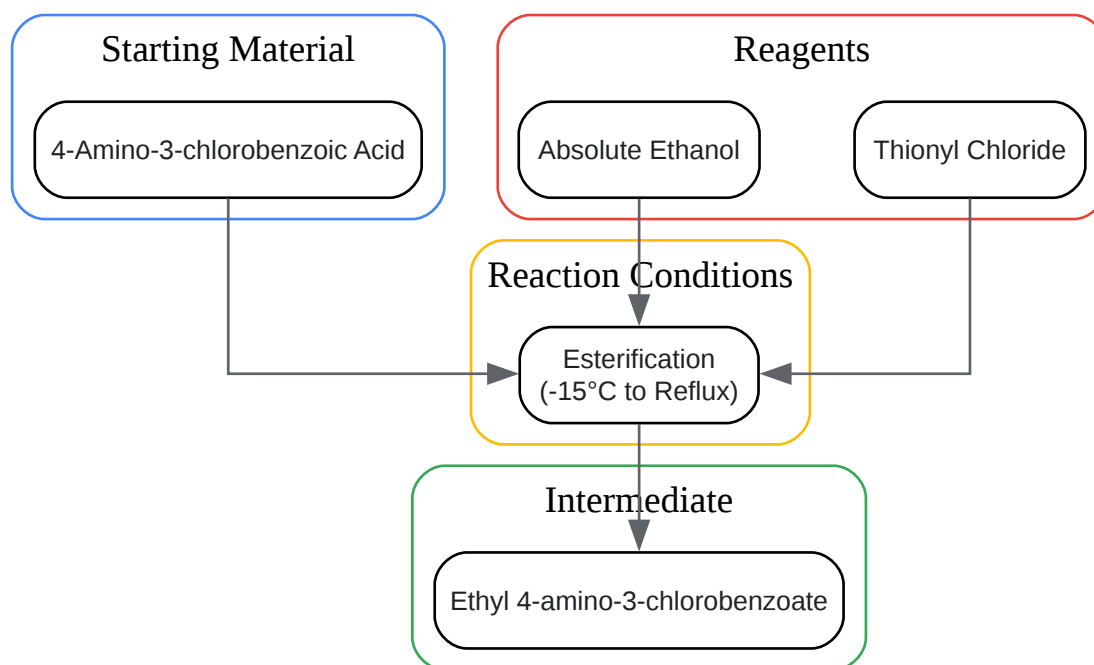 Starting Material
4-Amino-3-chlorobenzoic Acid
Reagents
Absolute Ethanol
Thionyl Chloride
Reaction Conditions
Esterification
(-15°C to Reflux)
Intermediate
Ethyl 4-amino-3-chlorobenzoate